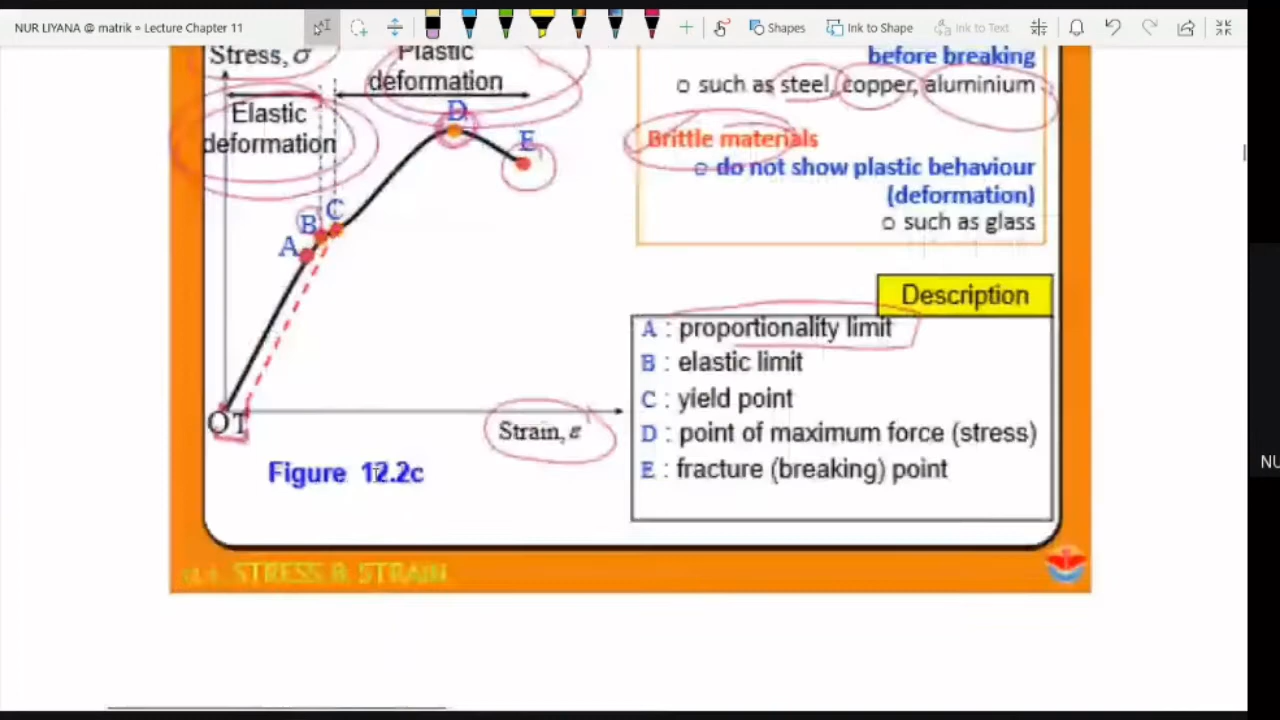 NUR LIYANA @ matrik » Lecture Chapter 11
Shapes
Ink to Shape
Ink to Text
Stress, σ
Plastic
deformation
Elastic
deformation
D
E
C
B
A
O T
Strain, ε
Figure 12.2c
before breaking
o such as steel, copper, aluminium
Brittle materials
o do not show plastic behaviour
(deformation)
o such as glass
Description
A : proportionality limit
B : elastic limit
C : yield point
D : point of maximum force (stress)
E : fracture (breaking) point
STRESS & STRAIN
NU